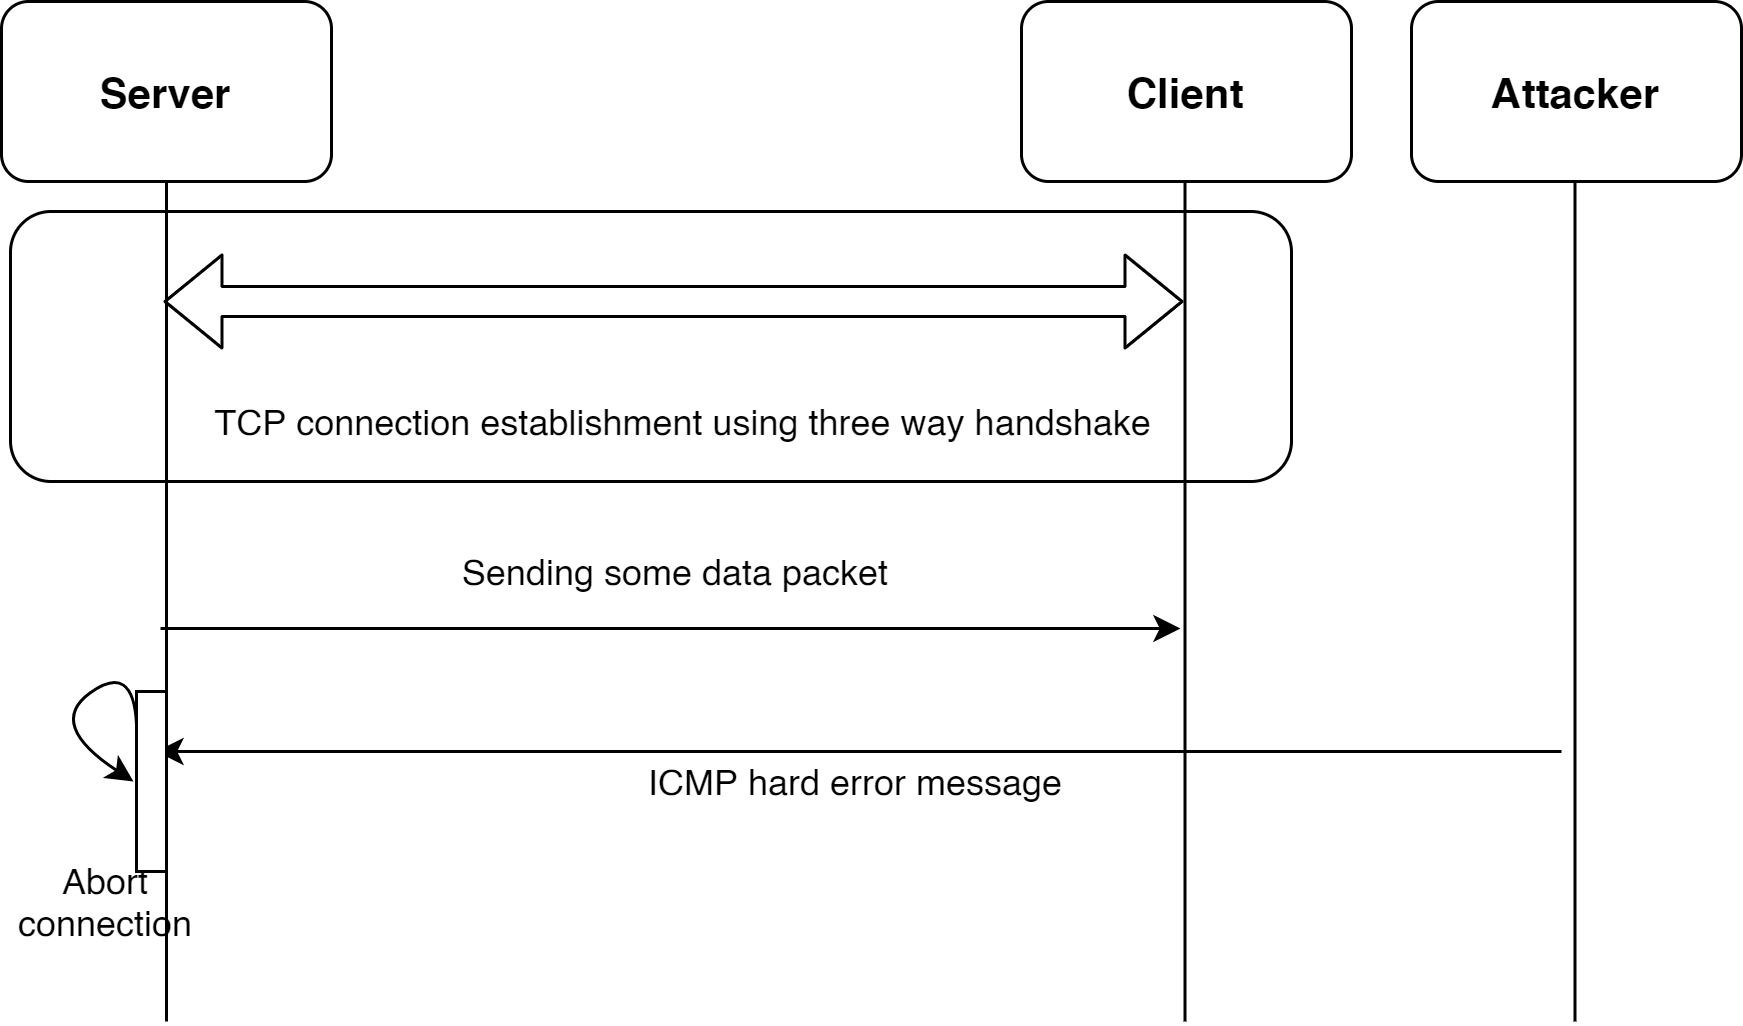 Server
Client
Attacker
TCP connection establishment using three way handshake
Sending some data packet
ICMP hard error message
Abort
connection